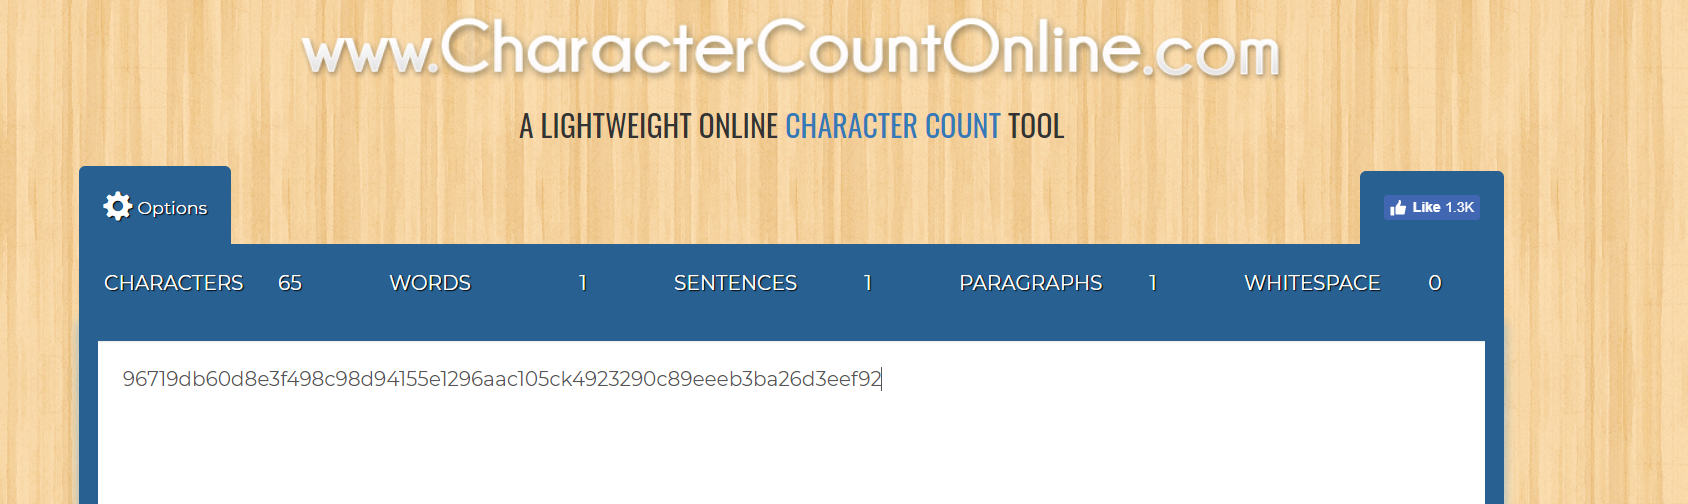 www.CharacterCountOnline.com
A LIGHTWEIGHT ONLINE CHARACTER COUNT TOOL
Options
Like 1.3K
CHARACTERS 65 WORDS 1 SENTENCES 1 PARAGRAPHS 1 WHITESPACE 0
96719db60d8e3f498c98d94155e1296aac105ck4923290c89eeeb3ba26d3eef92